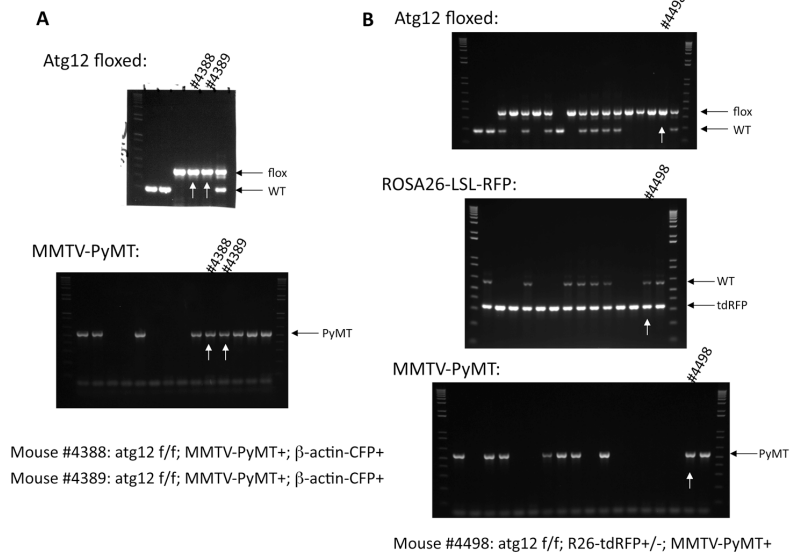 A
Atg12 floxed:
#4388
#4389
flox
WT
MMTV-PyMT:
#4388
#4389
PyMT
Mouse #4388: atg12 f/f; MMTV-PyMT+; β-actin-CFP+
Mouse #4389: atg12 f/f; MMTV-PyMT+; β-actin-CFP+
B
Atg12 floxed:
#4498
flox
WT
ROSA26-LSL-RFP:
#4498
WT
tdRFP
MMTV-PyMT:
#4498
PyMT
Mouse #4498: atg12 f/f; R26-tdRFP+/-; MMTV-PyMT+